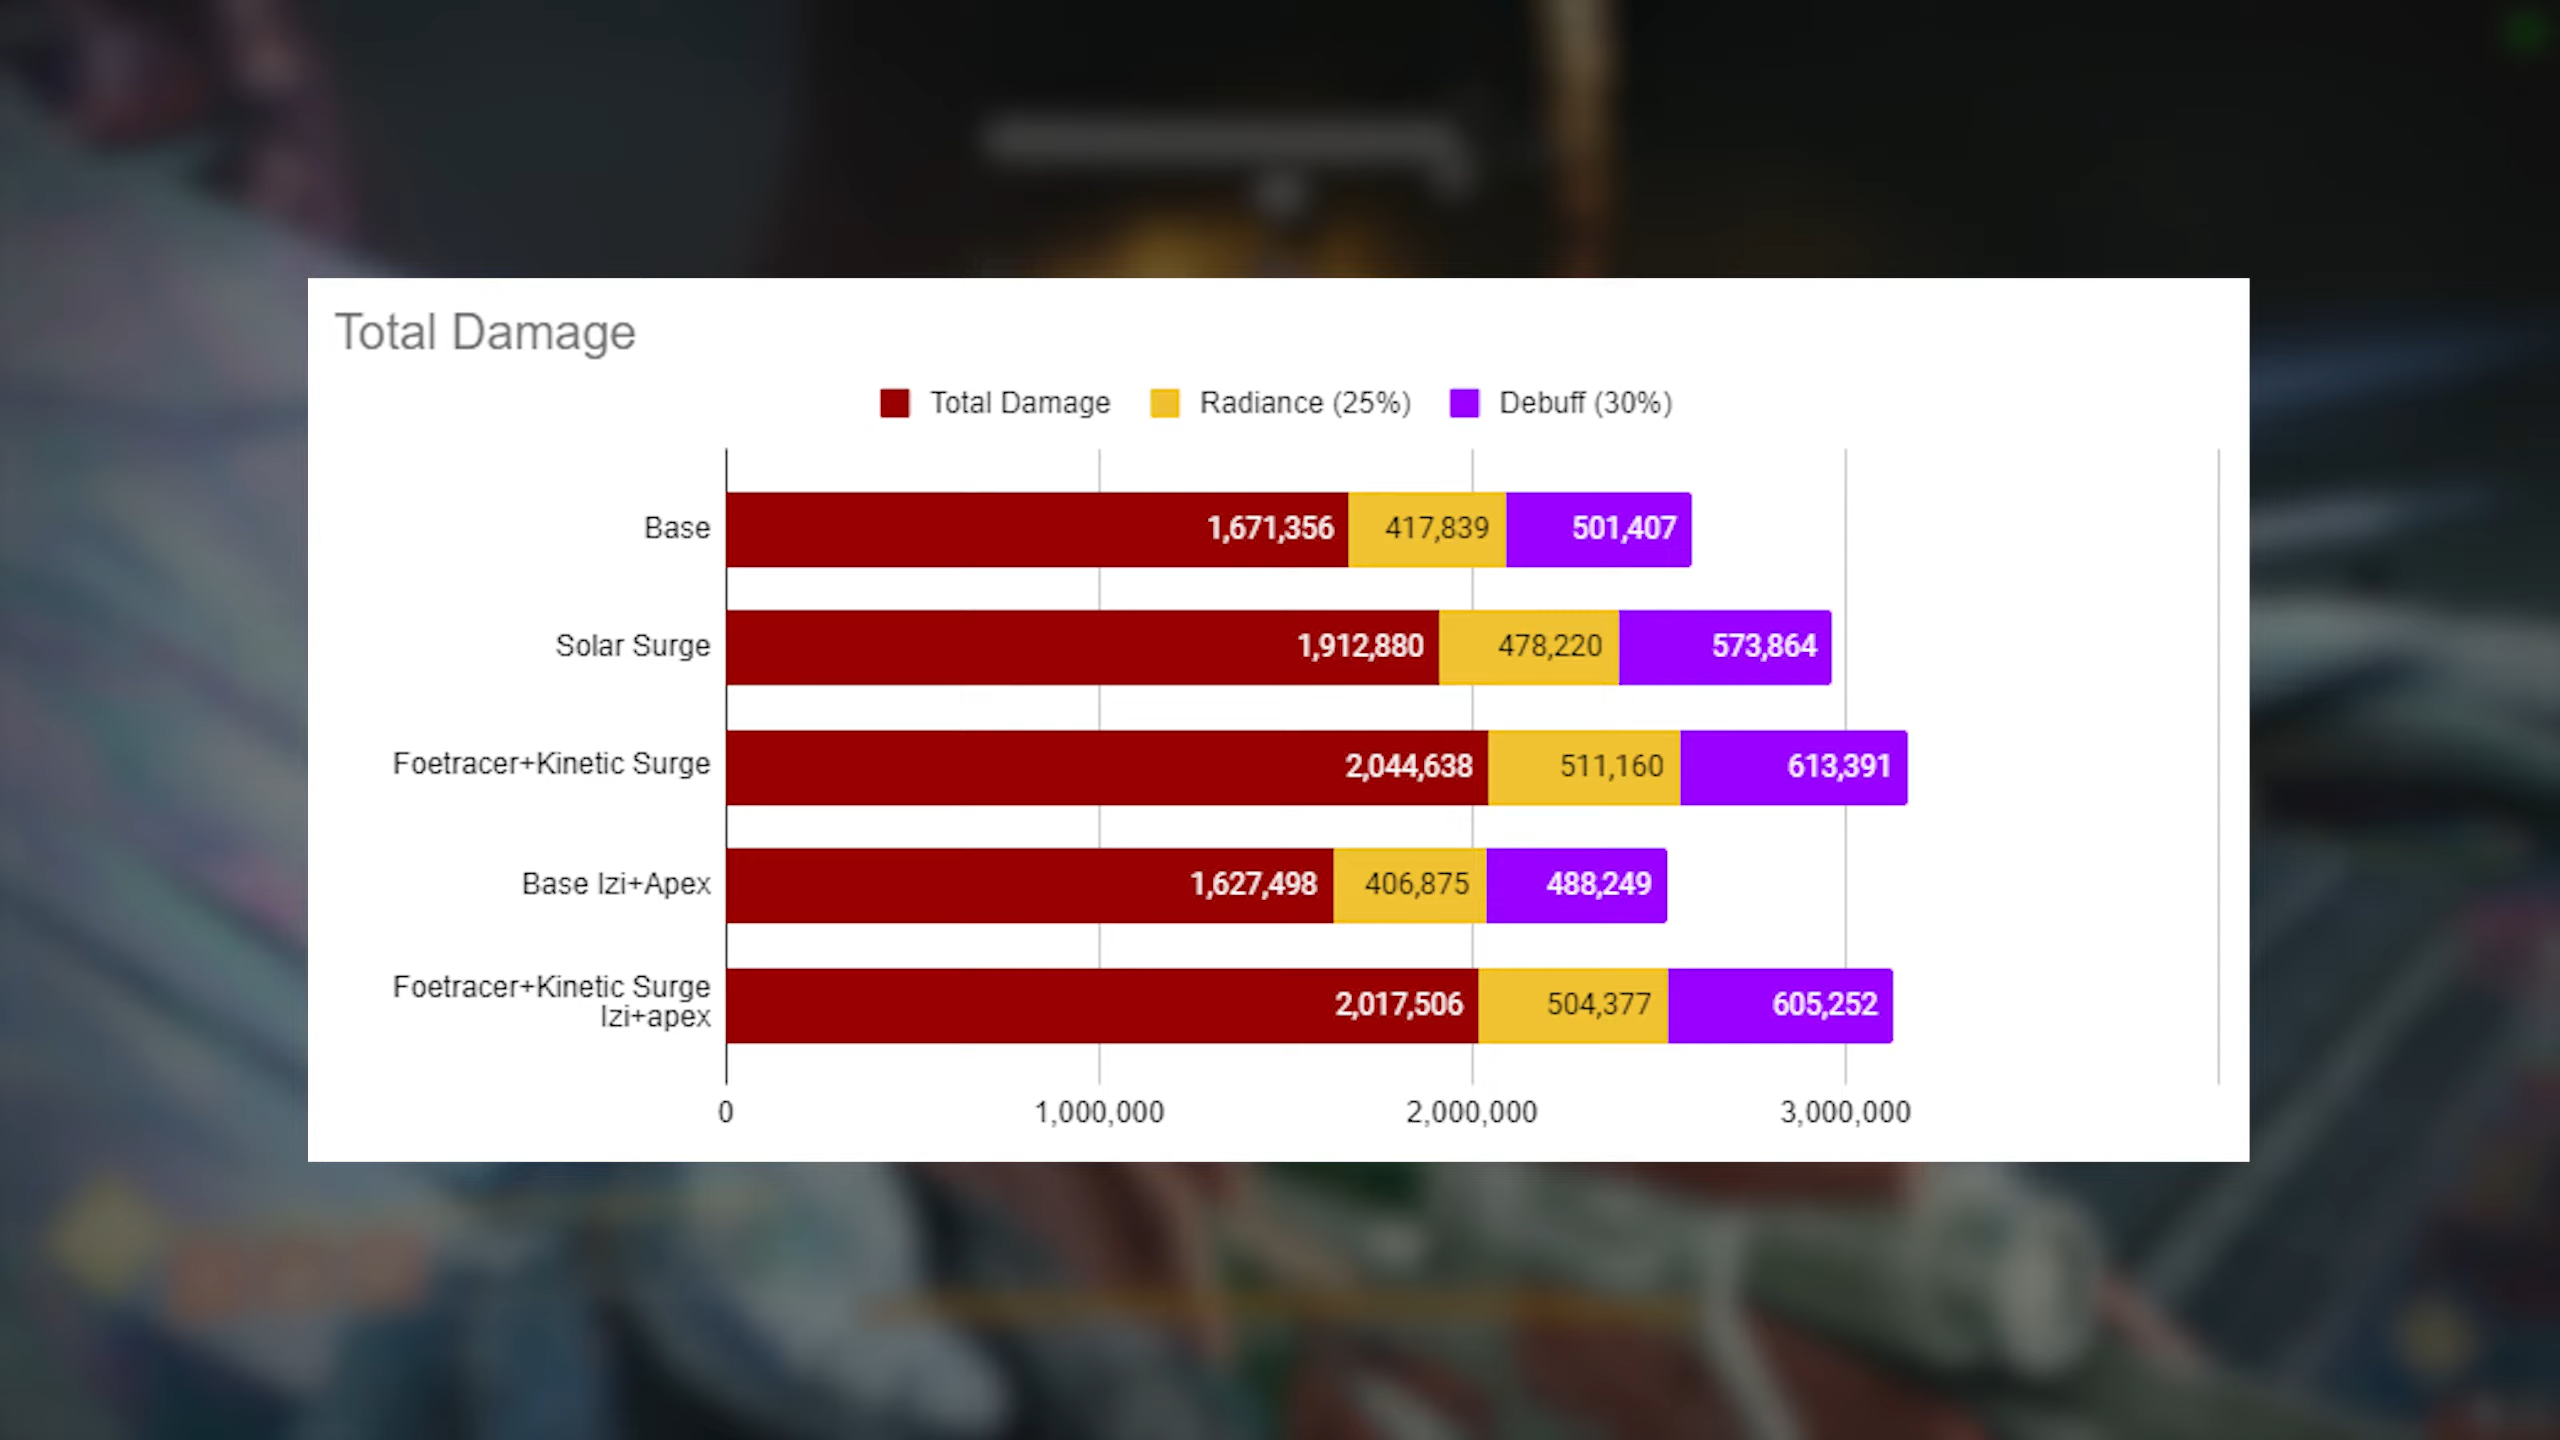 Total Damage
Total Damage Radiance (25%) Debuff (30%)
Base 1,671,356 417,839 501,407
Solar Surge 1,912,880 478,220 573,864
Foetracer+Kinetic Surge 2,044,638 511,160 613,391
Base Izi+Apex 1,627,498 406,875 488,249
Foetracer+Kinetic Surge
Izi+apex 2,017,506 504,377 605,252
0 1,000,000 2,000,000 3,000,000